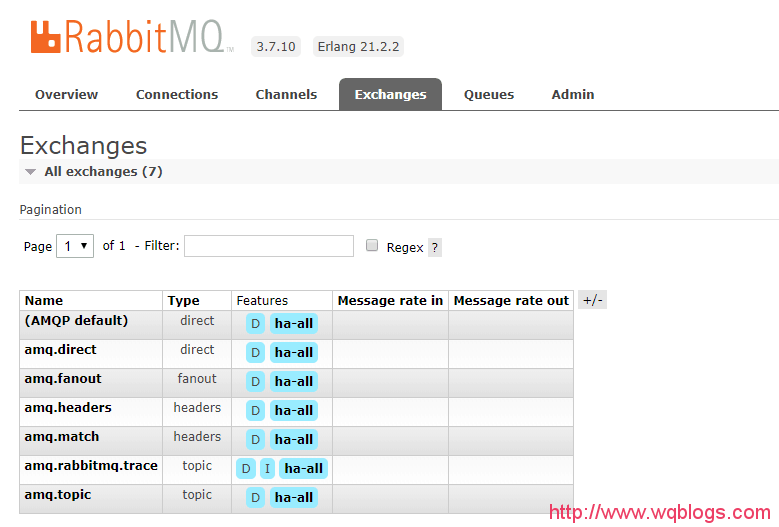 RabbitMQ TM 3.7.10 Erlang 21.2.2
Overview Connections Channels Exchanges Queues Admin
Exchanges
All exchanges (7)
Pagination
Page 1 of 1 - Filter: Regex ?
Name Type Features Message rate in Message rate out +/-
(AMQP default) direct D ha-all
amq.direct direct D ha-all
amq.fanout fanout D ha-all
amq.headers headers D ha-all
amq.match headers D ha-all
amq.rabbitmq.trace topic D I ha-all
amq.topic topic D ha-all
http://www.wqblogs.com